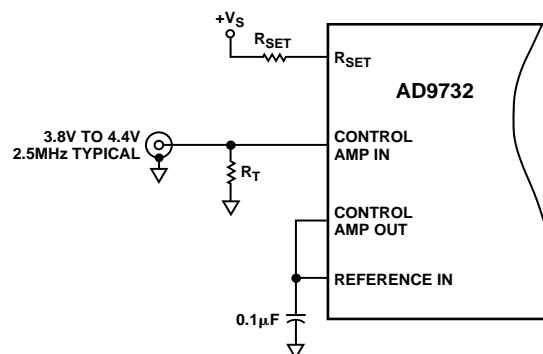 +VS
RSET
RSET
AD9732
3.8V TO 4.4V
2.5MHz TYPICAL
CONTROL
AMP IN
RT
CONTROL
AMP OUT
REFERENCE IN
0.1µF